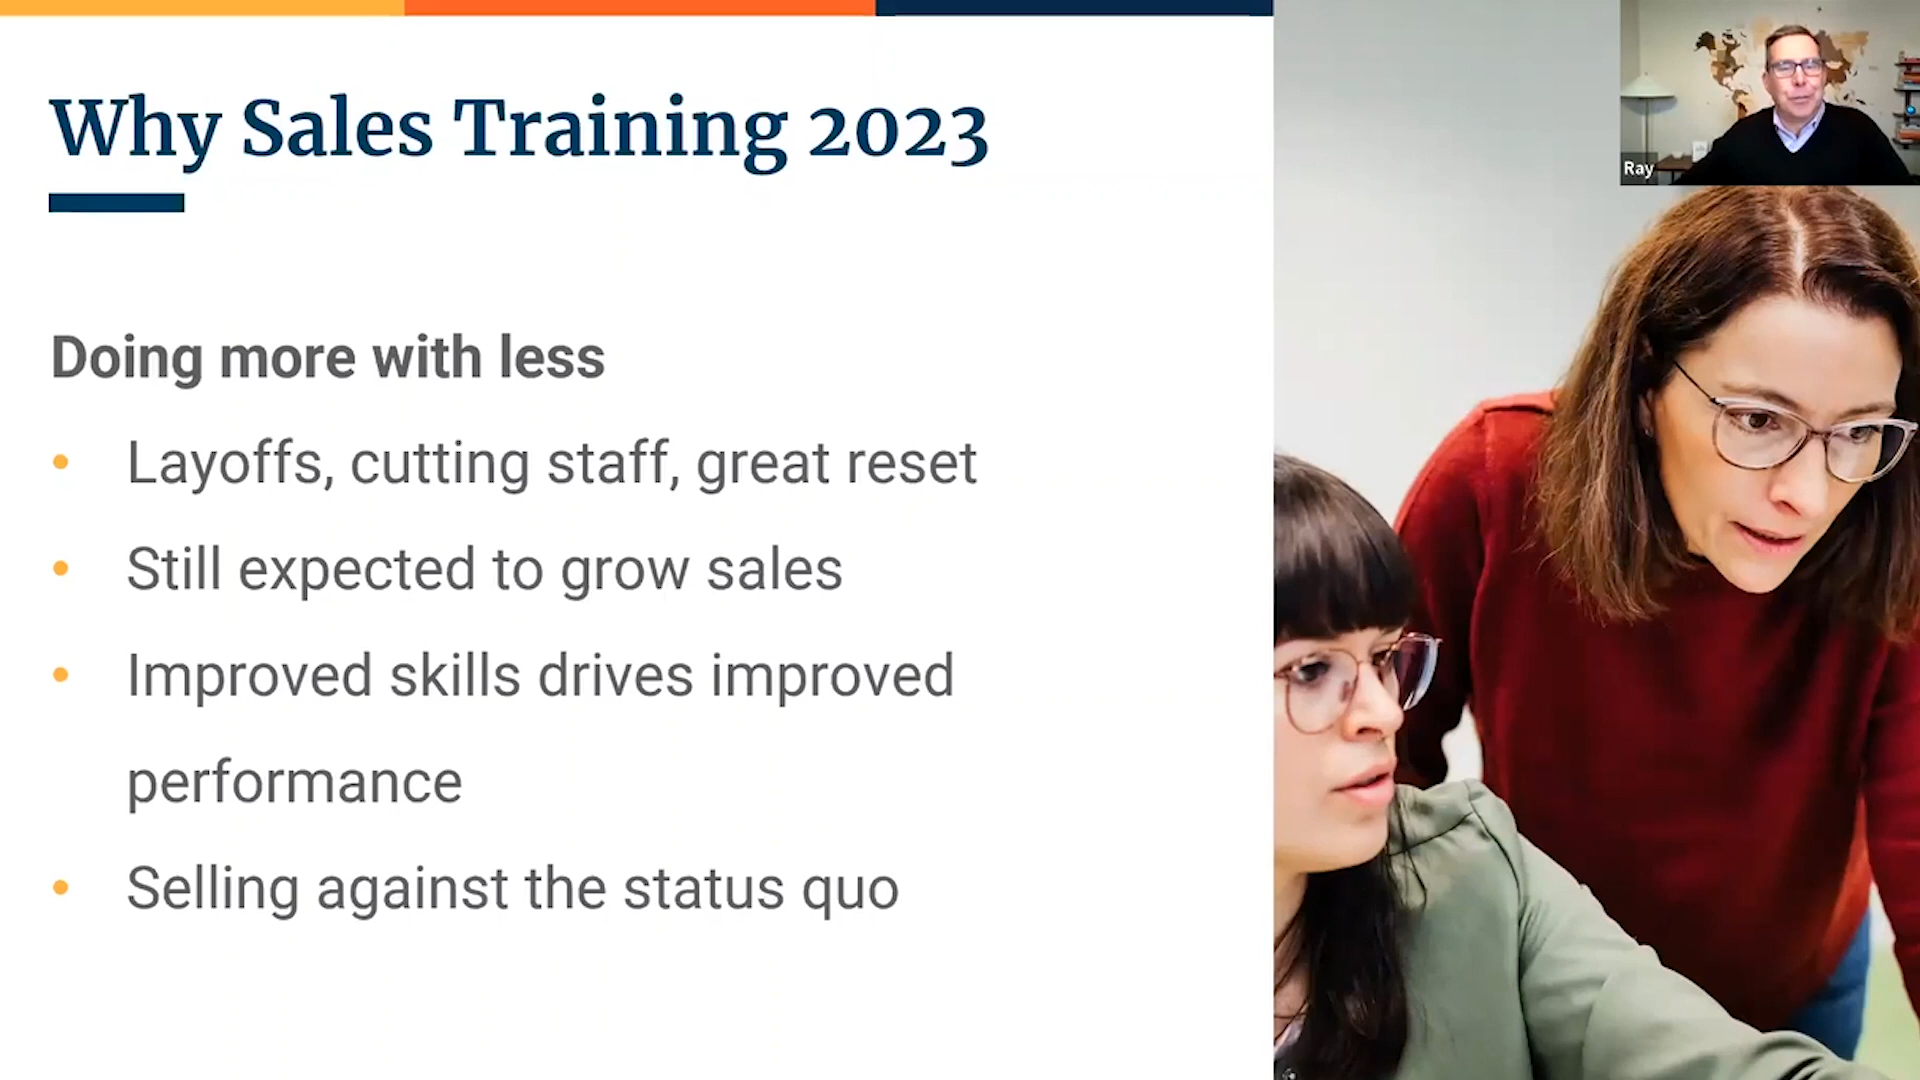 Why Sales Training 2023
Doing more with less
• Layoffs, cutting staff, great reset
• Still expected to grow sales
• Improved skills drives improved
performance
• Selling against the status quo
Ray